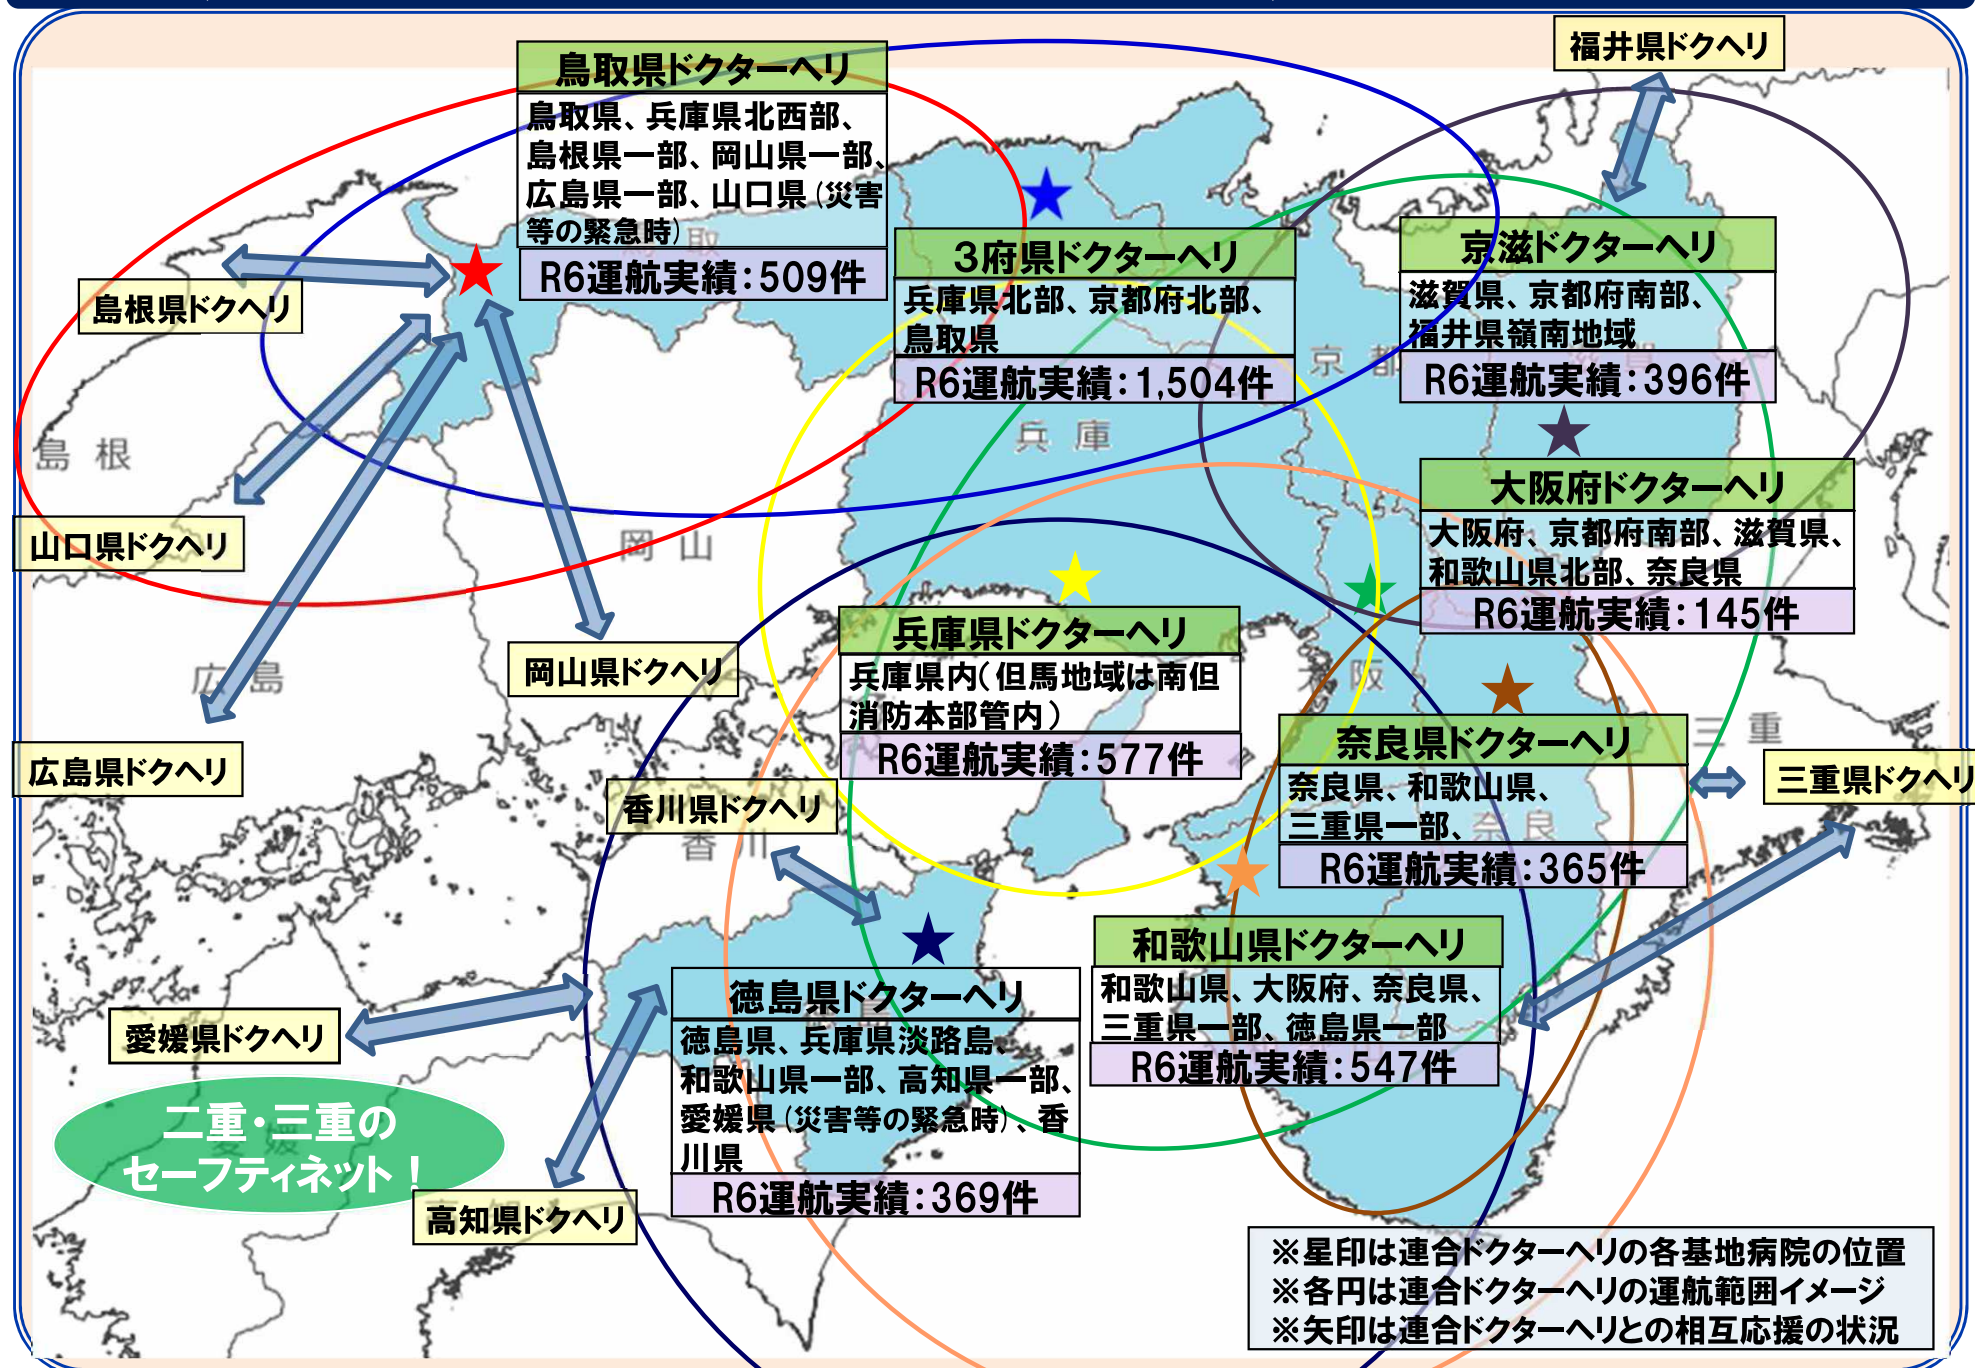 福井県ドクヘリ
鳥取県ドクターヘリ
鳥取県、兵庫県北西部、
島根県一部、岡山県一部、
広島県一部、山口県(災害
等の緊急時)
R6運航実績:509件
3府県ドクターヘリ
兵庫県北部、京都府北部、
鳥取県
R6運航実績:1,504件
京滋ドクターヘリ
滋賀県、京都府南部、
福井県嶺南地域
R6運航実績:396件
島根県ドクヘリ
取
京都
兵庫
島根
大阪府ドクターヘリ
大阪府、京都府南部、滋賀県、
和歌山県北部、奈良県
R6運航実績:145件
山口県ドクヘリ
岡山
兵庫県ドクターヘリ
兵庫県内(但馬地域は南但
消防本部管内)
R6運航実績:577件
岡山県ドクヘリ
広島
阪
三重
奈良県ドクターヘリ
奈良県、和歌山県、
三重県一部、
奈良
R6運航実績:365件
広島県ドクヘリ
三重県ドクヘリ
香川県ドクヘリ
香川
和歌山県ドクターヘリ
和歌山県、大阪府、奈良県、
三重県一部、徳島県一部
R6運航実績:547件
徳島県ドクターヘリ
徳島県、兵庫県淡路島、
和歌山県一部、高知県一部、
愛媛県(災害等の緊急時)、香
川県
R6運航実績:369件
愛媛県ドクヘリ
二重・三重の
セーフティネット!
愛媛
高知県ドクヘリ
※星印は連合ドクターヘリの各基地病院の位置
※各円は連合ドクターヘリの運航範囲イメージ
※矢印は連合ドクターヘリとの相互応援の状況